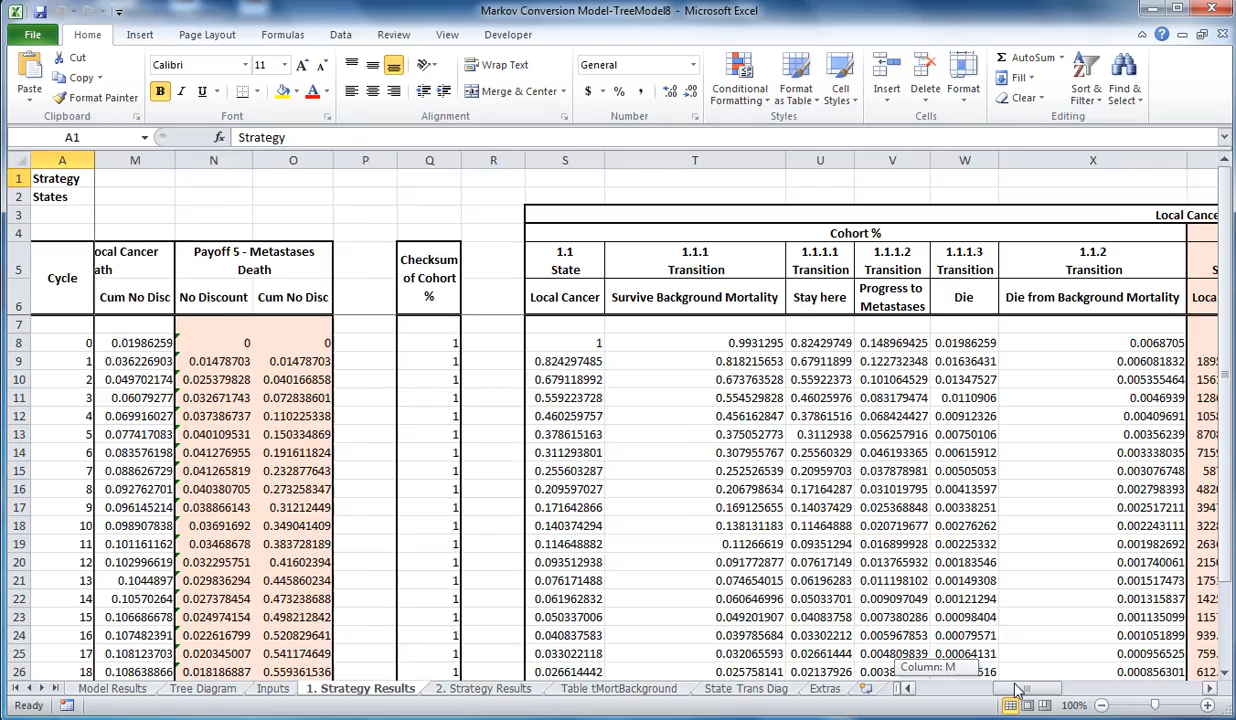 Markov Conversion Model-TreeModel8 - Microsoft Excel
File Home Insert Page Layout Formulas Data Review View Developer
Cut Calibri 11 Wrap Text General AutoSum
Copy Fill
Paste Format Painter B I U Merge & Center $ % , Conditional Formatting Format as Table Cell Styles Insert Delete Format Clear Sort & Filter Find & Select
Clipboard Font Alignment Number Styles Cells Editing
A1 fx Strategy
A M N O P Q R S T U V W X
1 Strategy
2 States
3 Local Cance
4 Cohort %
5 Cycle ocal Cancer ath Payoff 5 - Metastases Death Checksum of Cohort % 1.1 State 1.1.1 Transition 1.1.1.1 Transition 1.1.1.2 Transition 1.1.1.3 Transition 1.1.2 Transition S
6 Cum No Disc No Discount Cum No Disc Local Cancer Survive Background Mortality Stay here Progress to Metastases Die Die from Background Mortality Loca
7
8 0 0.01986259 0 0 1 1 0.9931295 0.82429749 0.148969425 0.01986259 0.0068705
9 1 0.036226903 0.01478703 0.01478703 1 0.824297485 0.818215653 0.67911899 0.122732348 0.01636431 0.006081832 1895
10 2 0.049702174 0.025379828 0.040166858 1 0.679118992 0.673763528 0.55922373 0.101064529 0.01347527 0.005355464 1561
11 3 0.06079277 0.032671743 0.072838601 1 0.559223728 0.554529828 0.46025976 0.083179474 0.0110906 0.0046939 1286
12 4 0.069916027 0.037386737 0.110225338 1 0.460259757 0.456162847 0.37861516 0.068424427 0.00912326 0.00409691 1058
13 5 0.077417083 0.040109531 0.150334869 1 0.378615163 0.375052773 0.3112938 0.056257916 0.00750106 0.00356239 8708
14 6 0.083576198 0.041276955 0.191611824 1 0.311293801 0.307955767 0.25560329 0.046193365 0.00615912 0.003338035 7159
15 7 0.088626729 0.041265819 0.232877643 1 0.255603287 0.252526539 0.20959703 0.037878981 0.00505053 0.003076748 587
16 8 0.092762701 0.040380705 0.273258347 1 0.209597027 0.206798634 0.17164287 0.031019795 0.00413597 0.002798393 4820
17 9 0.096145214 0.038866143 0.31212449 1 0.171642866 0.169125655 0.14037429 0.025368848 0.00338251 0.002517211 3947
18 10 0.098907838 0.03691692 0.349041409 1 0.140374294 0.138131183 0.11464888 0.020719677 0.00276262 0.002243111 3228
19 11 0.101161162 0.03468678 0.383728189 1 0.114648882 0.11266619 0.09351294 0.016899928 0.00225332 0.001982692 2636
20 12 0.102996619 0.032295751 0.41602394 1 0.093512938 0.091772877 0.07617149 0.013765932 0.00183546 0.001740061 2150
21 13 0.1044897 0.029836294 0.445860234 1 0.076171488 0.074654015 0.06196283 0.011198102 0.00149308 0.001517473 1751
22 14 0.10570264 0.027378454 0.473238688 1 0.061962832 0.060646996 0.05033701 0.009097049 0.00121294 0.001315837 1425
23 15 0.106686678 0.024974154 0.498212842 1 0.050337006 0.049201907 0.04083758 0.007380286 0.00098404 0.001135099 1157
24 16 0.107482391 0.022616799 0.520829641 1 0.040837583 0.039785684 0.03302212 0.005967853 0.00079571 0.001051899 939.
25 17 0.108123703 0.020345007 0.541174649 1 0.033022118 0.032065593 0.02661444 0.004809839 0.00064131 0.000956525 759.
26 18 0.108638866 0.018186887 0.559361536 1 0.026614442 0.025758141 0.02137926 0.000856301 612.
Column: M
Model Results Tree Diagram Inputs 1. Strategy Results 2. Strategy Results Table tMortBackground State Trans Diag Extras
Ready 100%